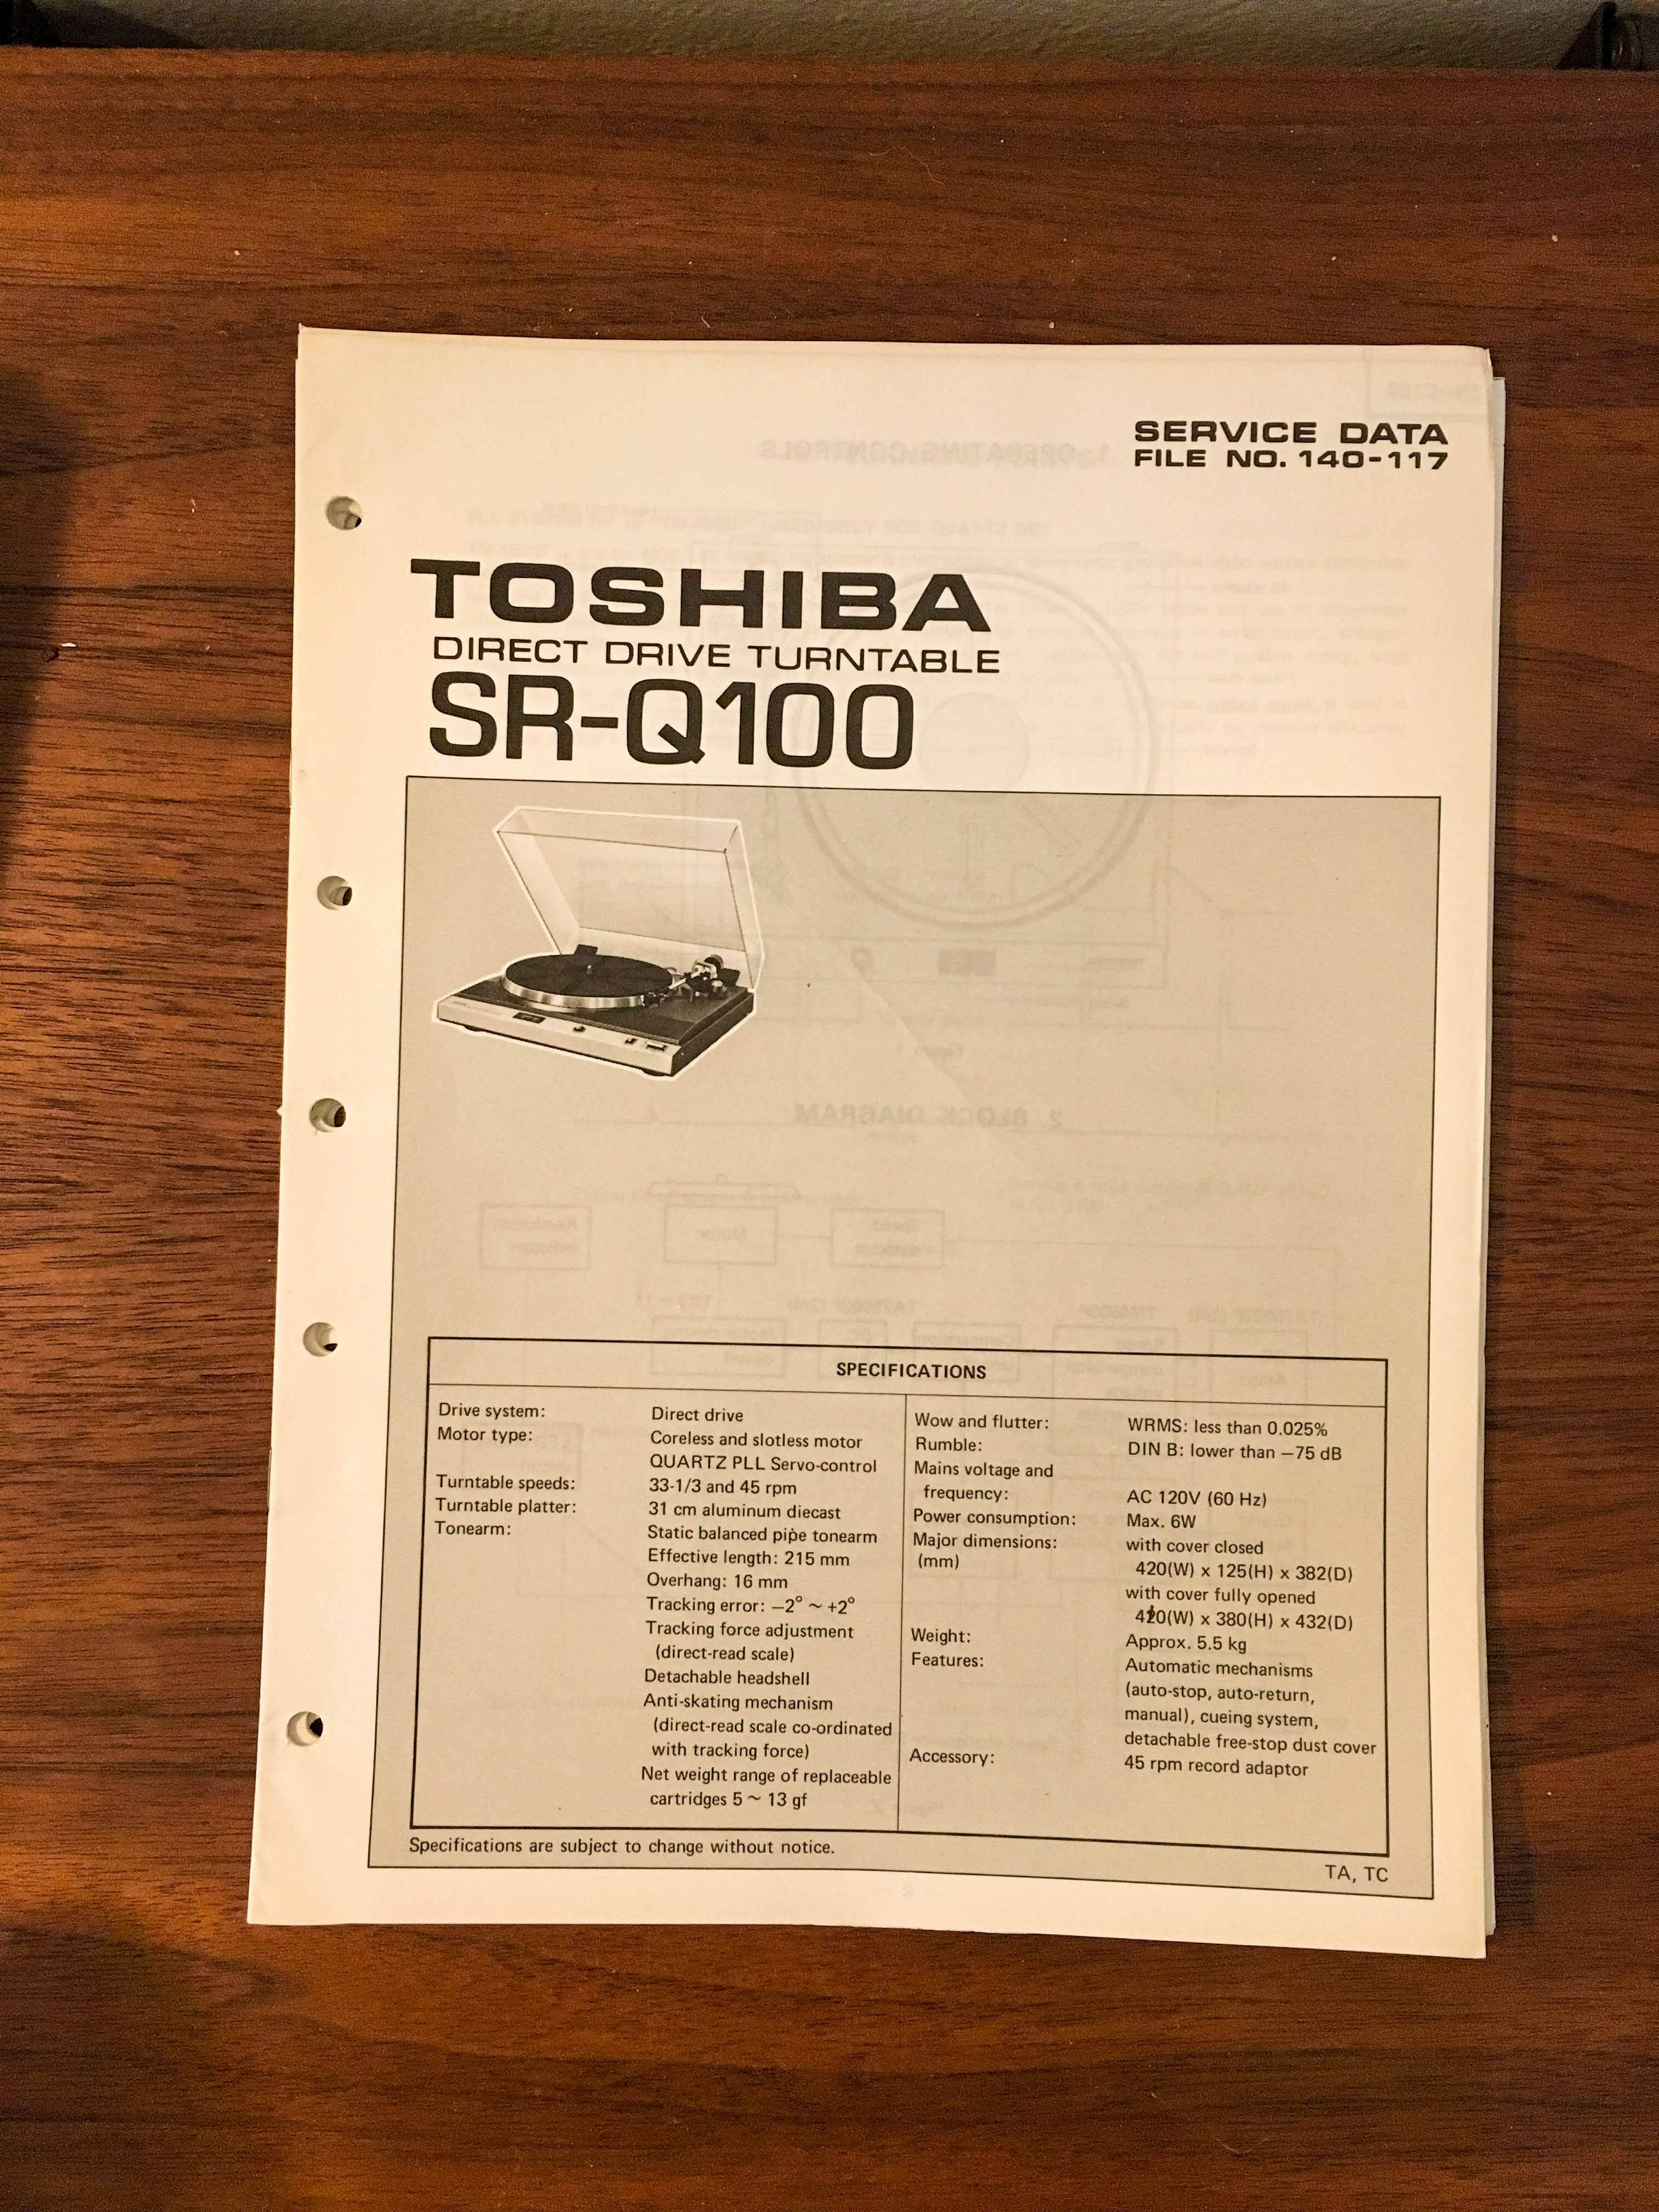 SERVICE DATA
FILE NO. 140-117
TOSHIBA
DIRECT DRIVE TURNTABLE
SR-Q100
SPECIFICATIONS
Drive system: Direct drive
Motor type: Coreless and slotless motor
QUARTZ PLL Servo-control
Turntable speeds: 33-1/3 and 45 rpm
Turntable platter: 31 cm aluminum diecast
Tonearm: Static balanced pipe tonearm
Effective length: 215 mm
Overhang: 16 mm
Tracking error: −2° ~ +2°
Tracking force adjustment
(direct-read scale)
Detachable headshell
Anti-skating mechanism
(direct-read scale co-ordinated
with tracking force)
Net weight range of replaceable
cartridges 5 ~ 13 gf
Wow and flutter: WRMS: less than 0.025%
Rumble: DIN B: lower than −75 dB
Mains voltage and
frequency: AC 120V (60 Hz)
Power consumption: Max. 6W
Major dimensions: with cover closed
(mm) 420(W) x 125(H) x 382(D)
with cover fully opened
420(W) x 380(H) x 432(D)
Weight: Approx. 5.5 kg
Features: Automatic mechanisms
(auto-stop, auto-return,
manual), cueing system,
detachable free-stop dust cover
Accessory: 45 rpm record adaptor
Specifications are subject to change without notice.
TA, TC
1 OPERATING CONTROLS
2 BLOCK DIAGRAM